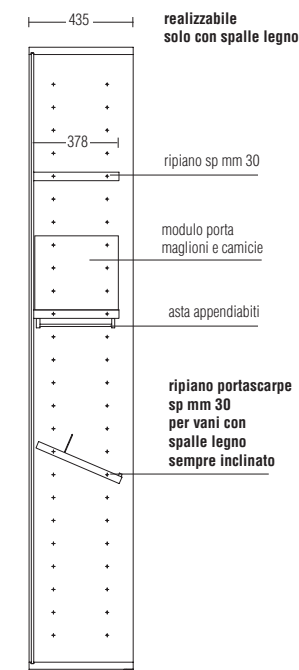 435
realizzabile
solo con spalle legno
378
ripiano sp mm 30
modulo porta
maglioni e camicie
asta appendiabiti
ripiano portascarpe
sp mm 30
per vani con
spalle legno
sempre inclinato